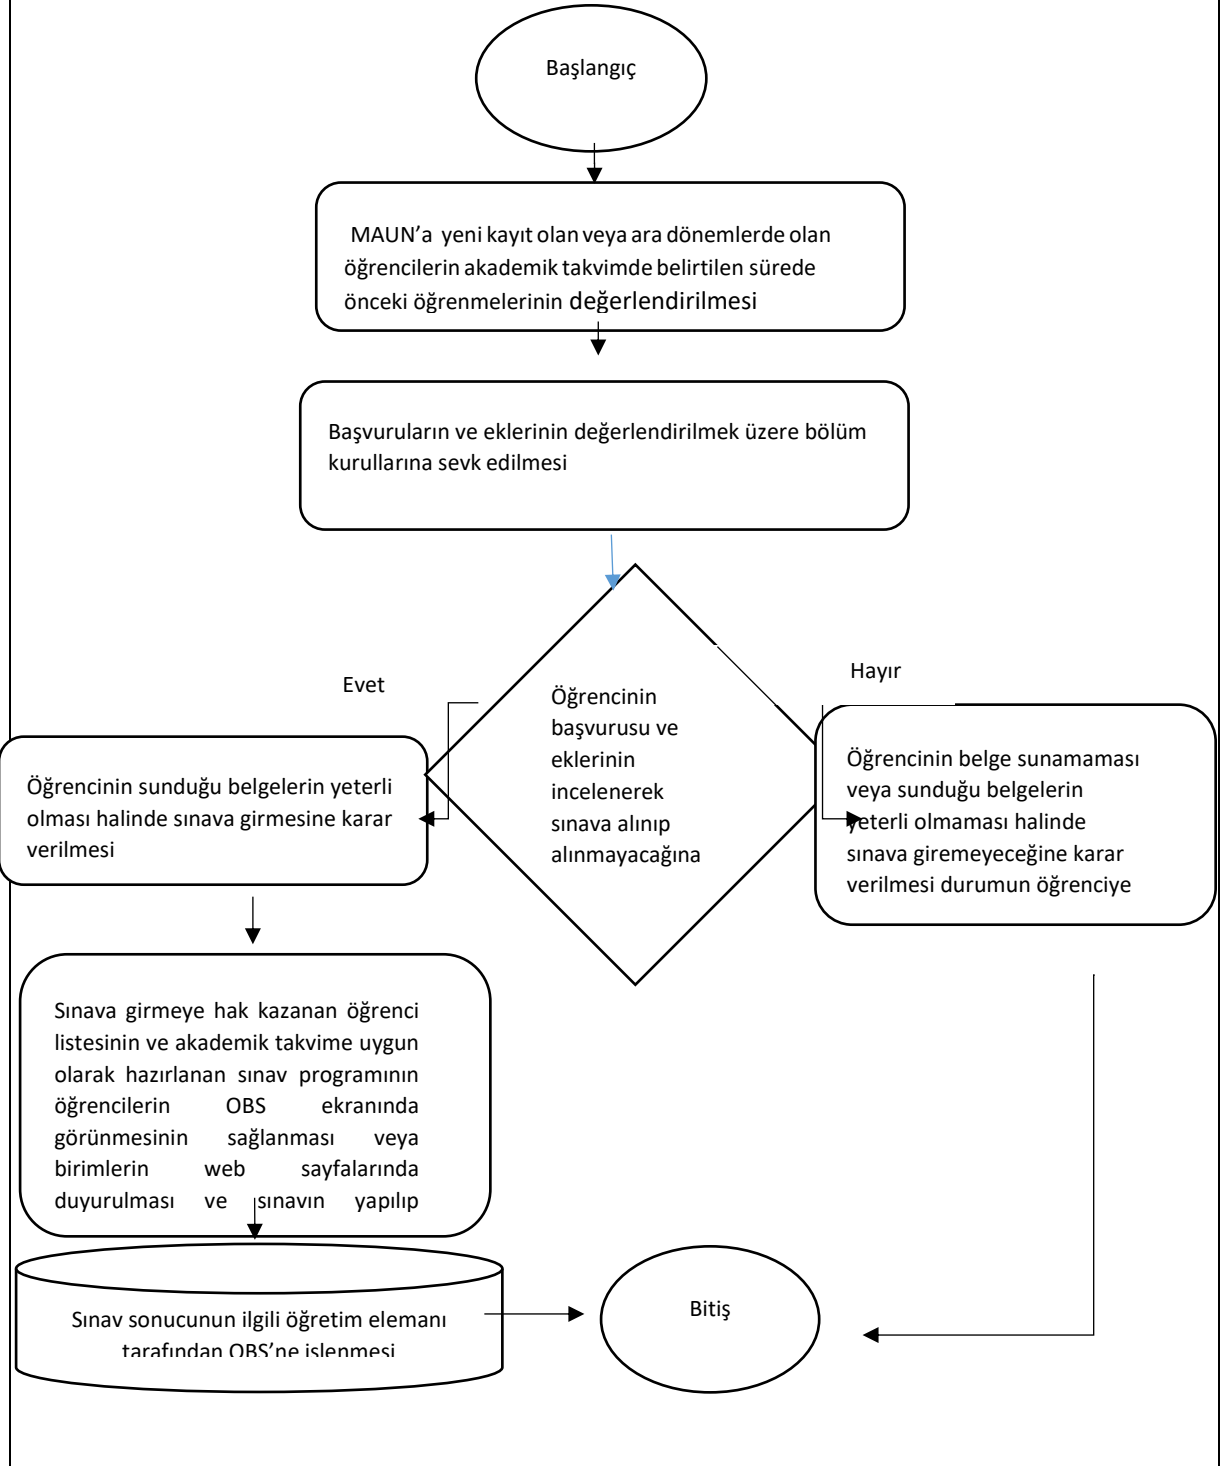 Başlangıç
MAUN’a yeni kayıt olan veya ara dönemlerde olan
öğrencilerin akademik takvimde belirtilen sürede
önceki öğrenmelerinin değerlendirilmesi
Başvuruların ve eklerinin değerlendirilmek üzere bölüm
kurullarına sevk edilmesi
Evet
Hayır
Öğrencinin
başvurusu ve
eklerinin
incelenerek
sınava alınıp
alınmayacağına
Öğrencinin sunduğu belgelerin yeterli
olması halinde sınava girmesine karar
verilmesi
Öğrencinin belge sunamaması
veya sunduğu belgelerin
yeterli olmaması halinde
sınava giremeyeceğine karar
verilmesi durumun öğrenciye
Sınava girmeye hak kazanan öğrenci
listesinin ve akademik takvime uygun
olarak hazırlanan sınav programının
öğrencilerin OBS ekranında
görünmesinin sağlanması veya
birimlerin web sayfalarında
duyurulması ve sınavın yapılıp
Sınav sonucunun ilgili öğretim elemanı
tarafından OBS’ne işlenmesi
Bitiş